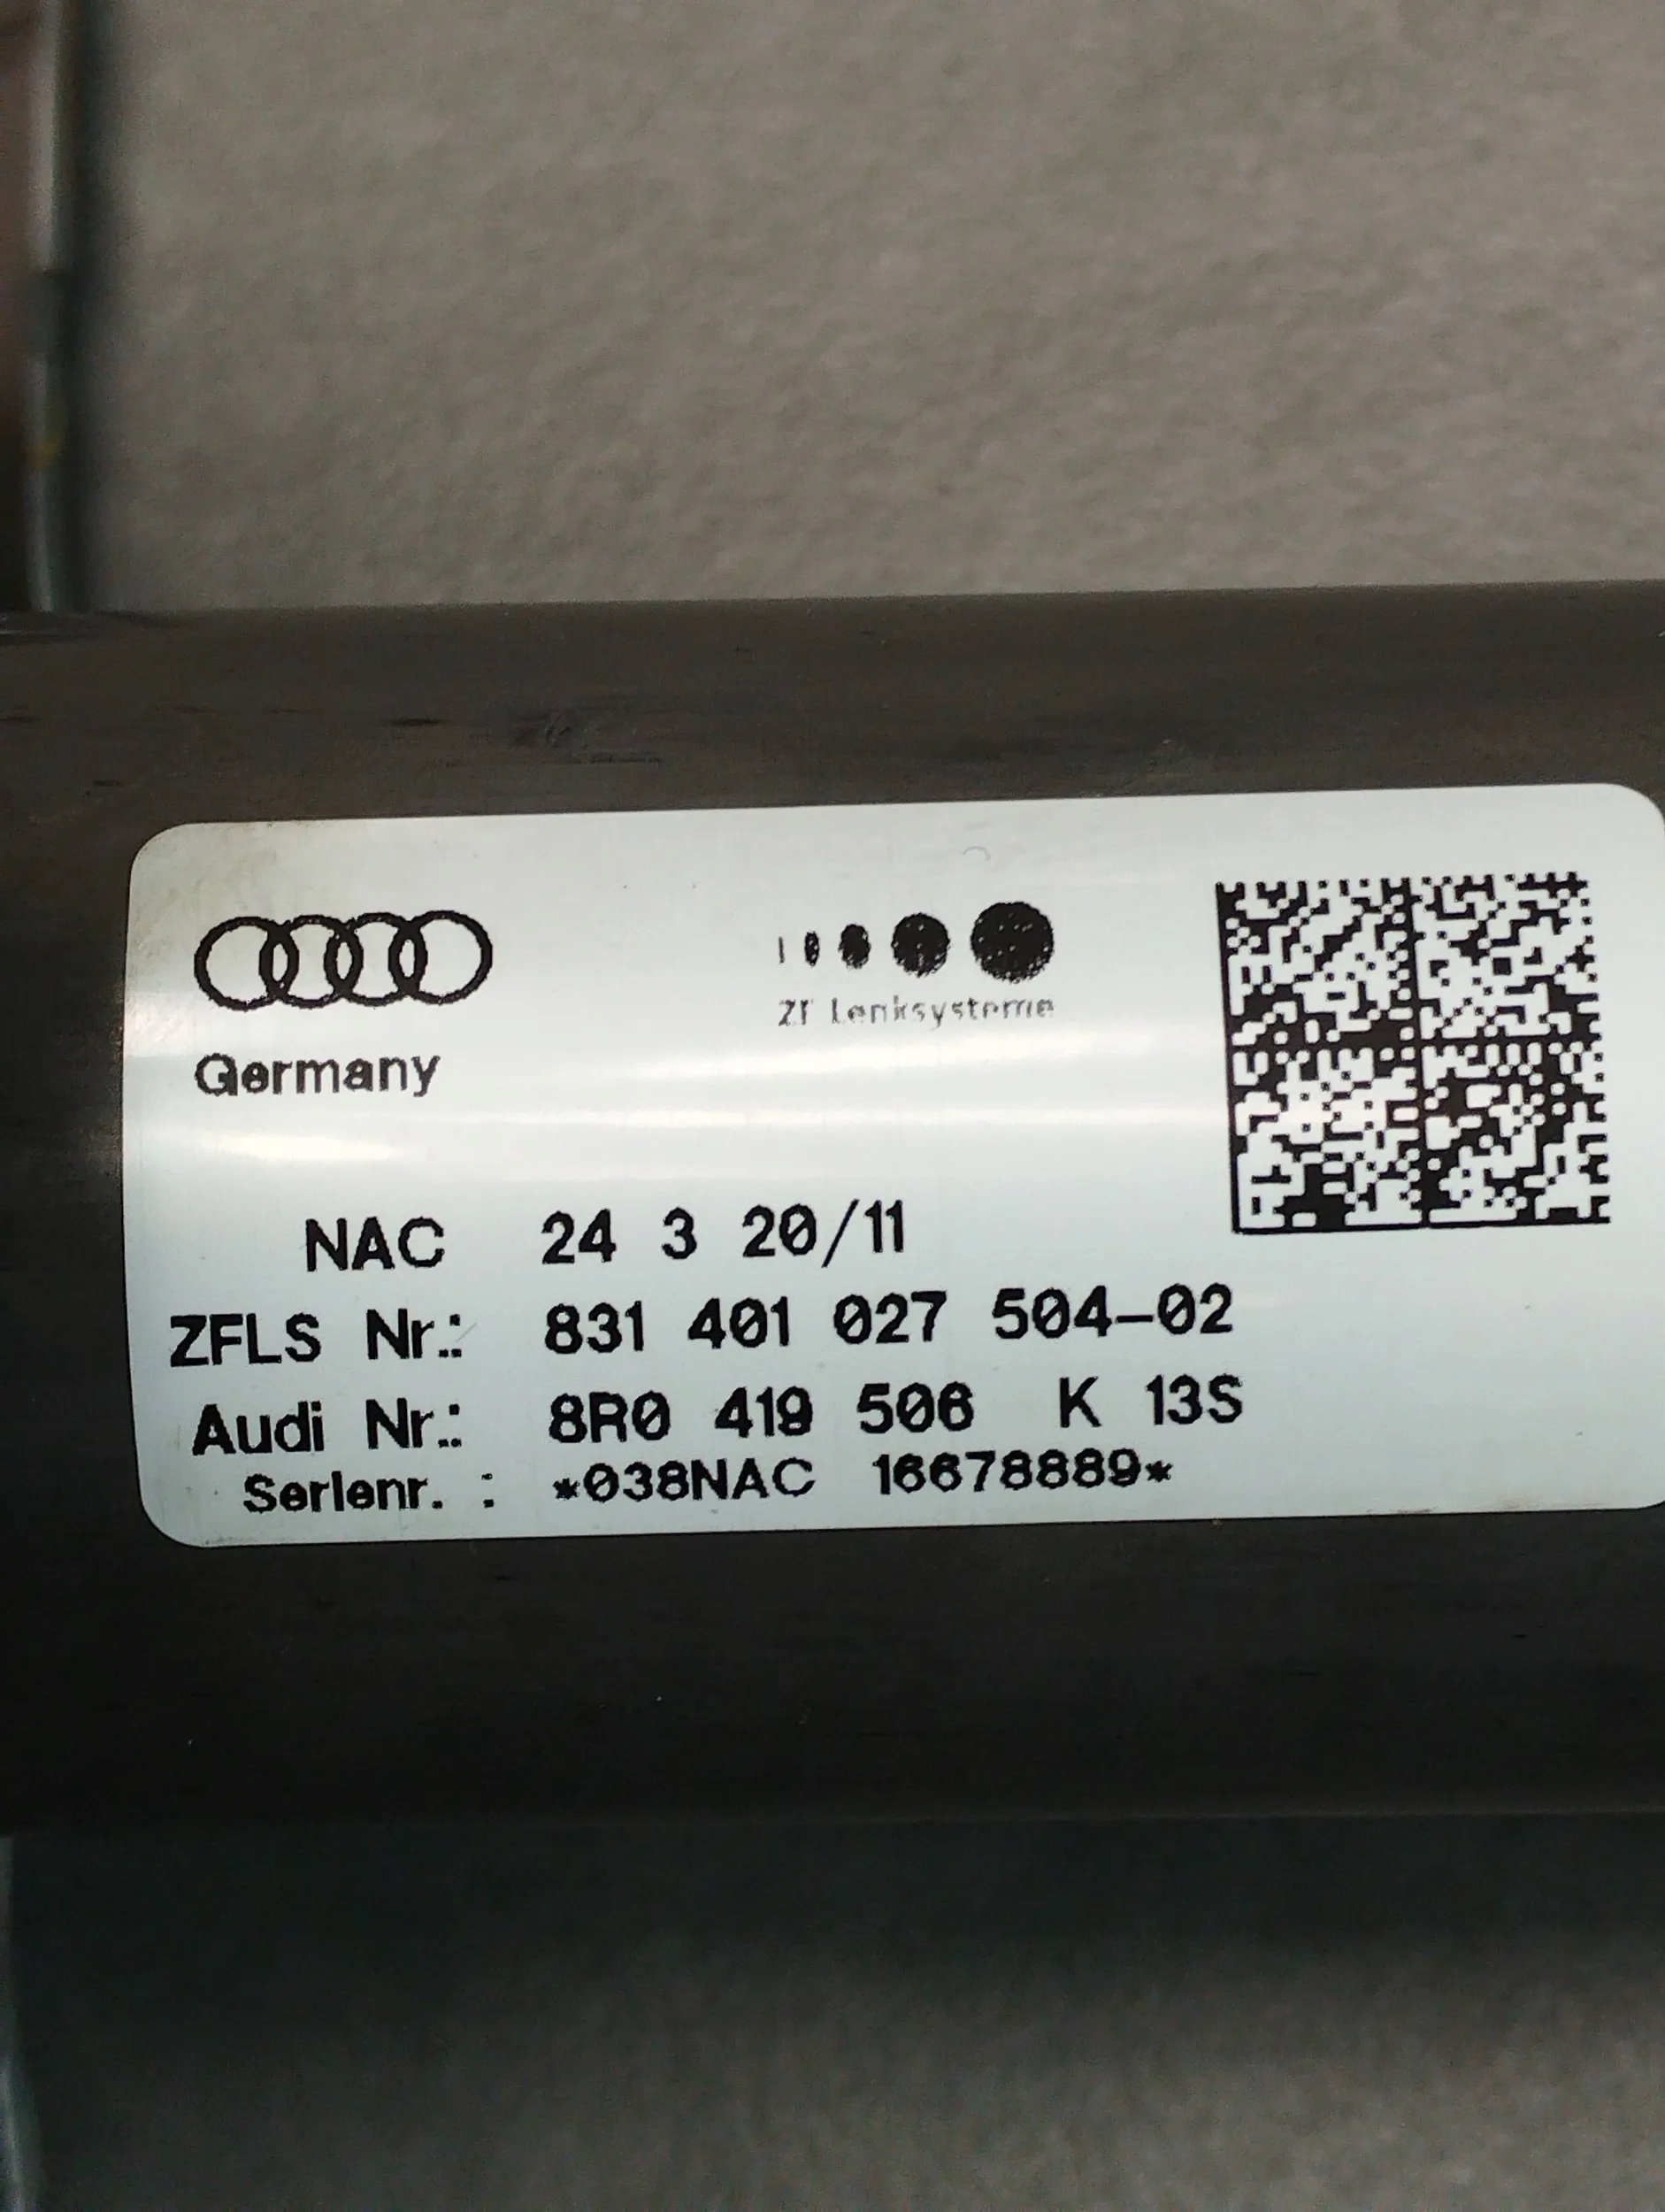 ZF Lenksysteme
Germany
NAC 24 3 20/11
ZFLS Nr.: 831 401 027 504-02
Audi Nr.: 8R0 419 506 K 13S
Serienr. : *038NAC 16678889*